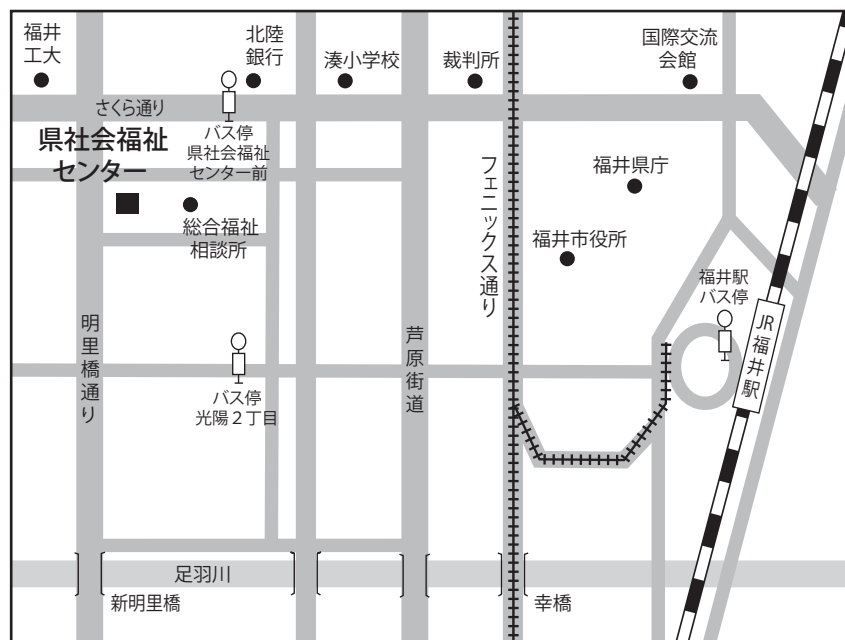 福井
工大
北陸
銀行
湊小学校
裁判所
国際交流
会館
さくら通り
バス停
県社会福祉
センター前
県社会福祉
センター
総合福祉
相談所
フェニックス通り
福井県庁
福井市役所
福井駅
バス停
JR福井駅
明里橋通り
芦原街道
バス停
光陽２丁目
足羽川
新明里橋
幸橋